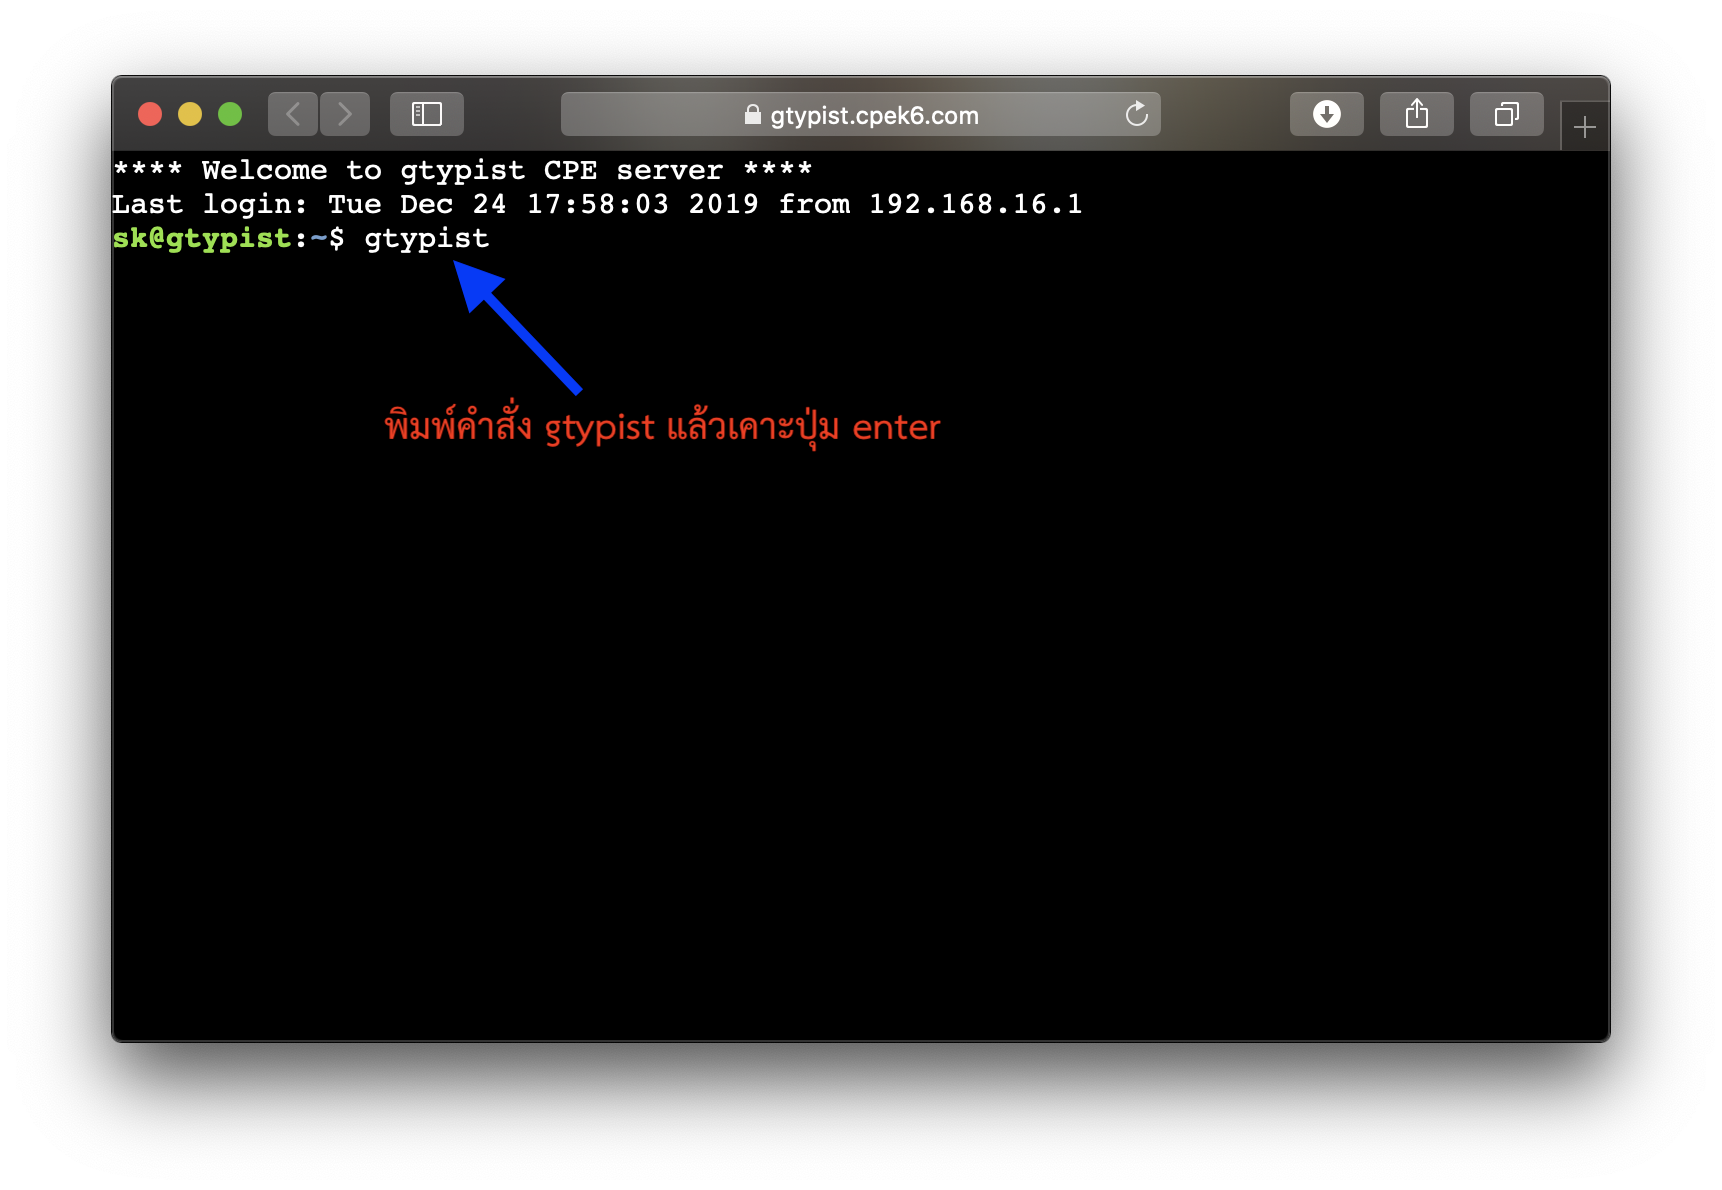 gtypist.cpek6.com
**** Welcome to gtypist CPE server ****
Last login: Tue Dec 24 17:58:03 2019 from 192.168.16.1
sk@gtypist:~$ gtypist
พิมพ์คำสั่ง gtypist แล้วเคาะปุ่ม enter